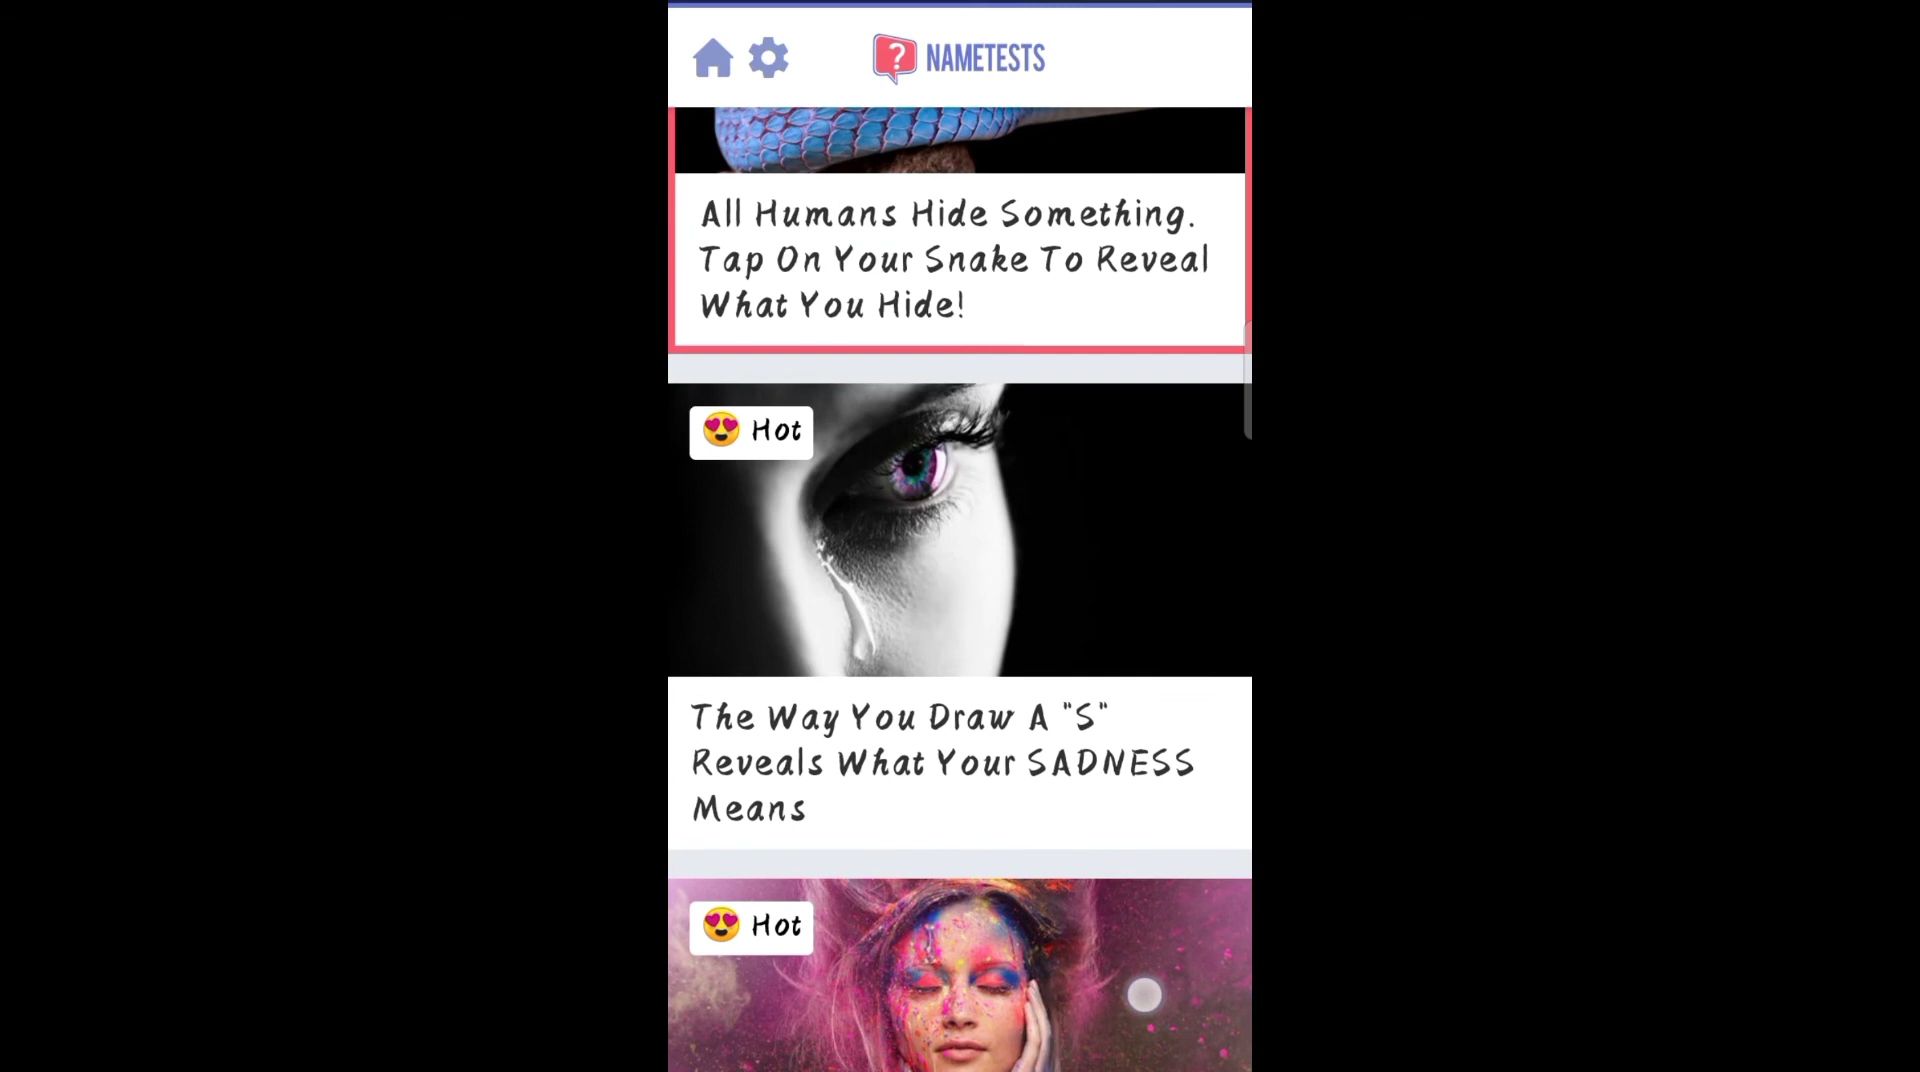 NAMETESTS
All Humans Hide Something.
Tap On Your Snake To Reveal
What You Hide!
Hot
The Way You Draw A "S"
Reveals What Your SADNESS
Means
Hot